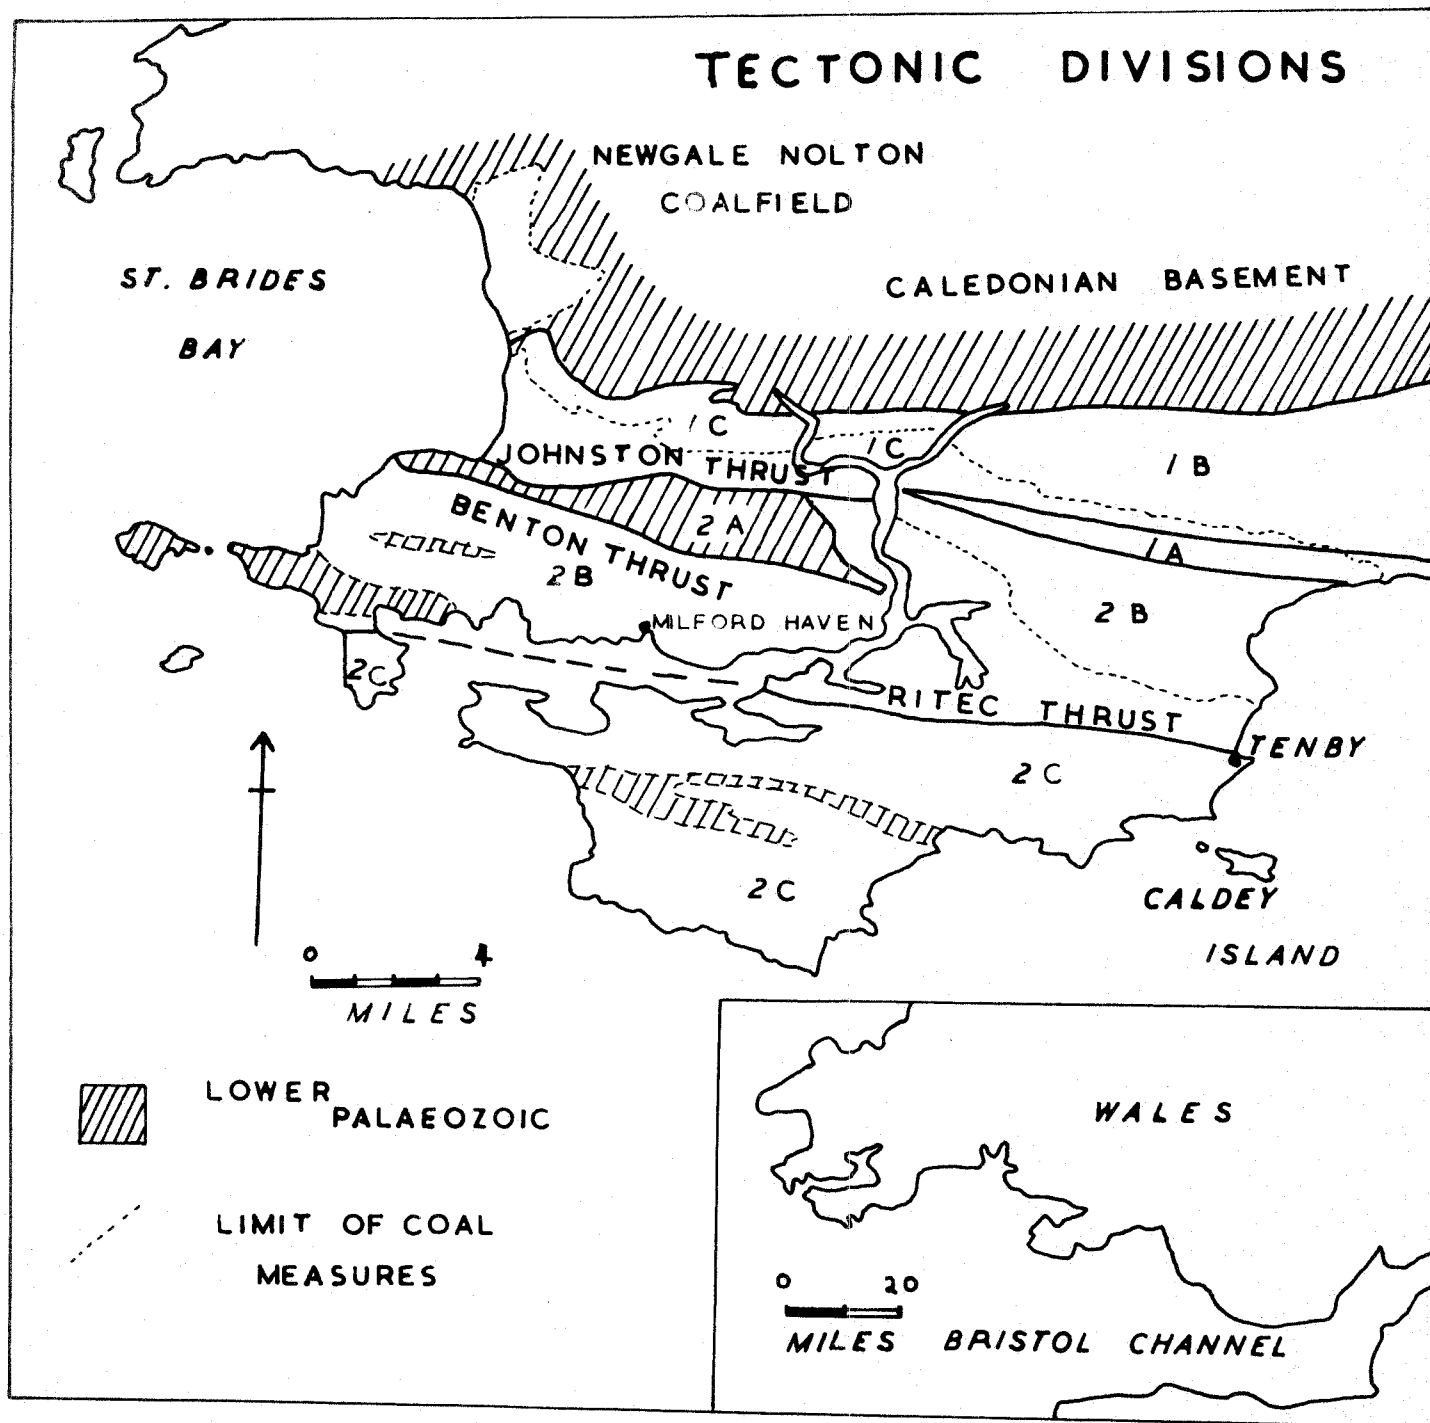 TECTONIC DIVISIONS
NEWGALE NOLTON
COALFIELD
ST. BRIDES
BAY
CALEDONIAN BASEMENT
1C
1C
1B
JOHNSTON THRUST
BENTON THRUST
2A
1A
2B
2B
MILFORD HAVEN
2C
RITEC THRUST
TENBY
2C
2C
CALDEY
ISLAND
0 4
MILES
LOWER
PALAEOZOIC
LIMIT OF COAL
MEASURES
WALES
0 20
MILES BRISTOL CHANNEL